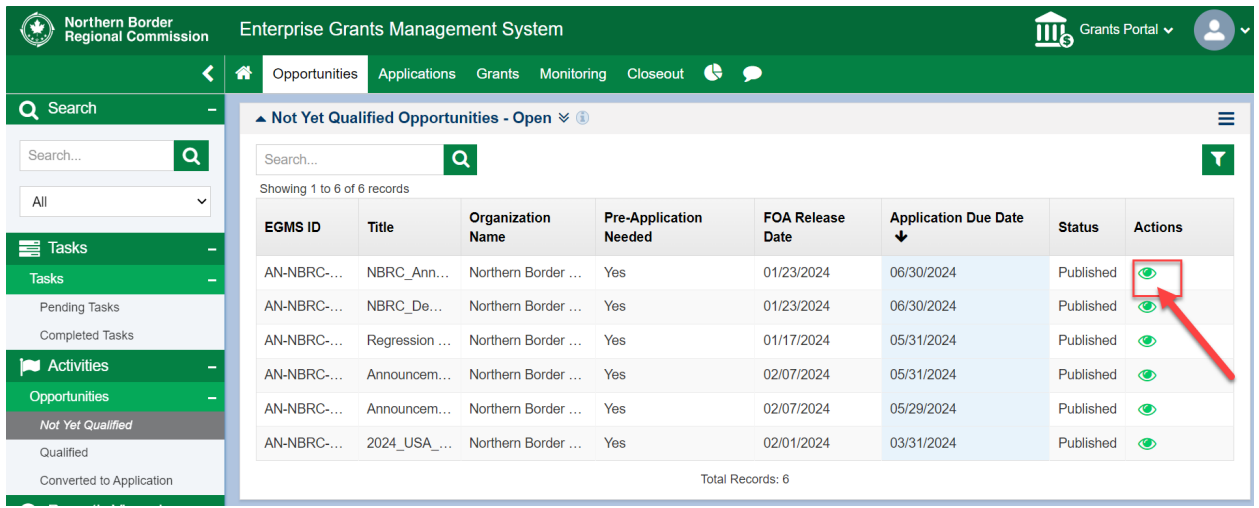 Northern Border
Regional Commission
Enterprise Grants Management System
Grants Portal
Opportunities Applications Grants Monitoring Closeout
Search
Search...
All
Tasks
Tasks
Pending Tasks
Completed Tasks
Activities
Opportunities
Not Yet Qualified
Qualified
Converted to Application
Not Yet Qualified Opportunities - Open
Search...
Showing 1 to 6 of 6 records
EGMS ID Title Organization Name Pre-Application Needed FOA Release Date Application Due Date Status Actions
AN-NBRC-... NBRC_Ann... Northern Border ... Yes 01/23/2024 06/30/2024 Published
AN-NBRC-... NBRC_De... Northern Border ... Yes 01/23/2024 06/30/2024 Published
AN-NBRC-... Regression ... Northern Border ... Yes 01/17/2024 05/31/2024 Published
AN-NBRC-... Announcem... Northern Border ... Yes 02/07/2024 05/31/2024 Published
AN-NBRC-... Announcem... Northern Border ... Yes 02/07/2024 05/29/2024 Published
AN-NBRC-... 2024_USA_... Northern Border ... Yes 02/01/2024 03/31/2024 Published
Total Records: 6